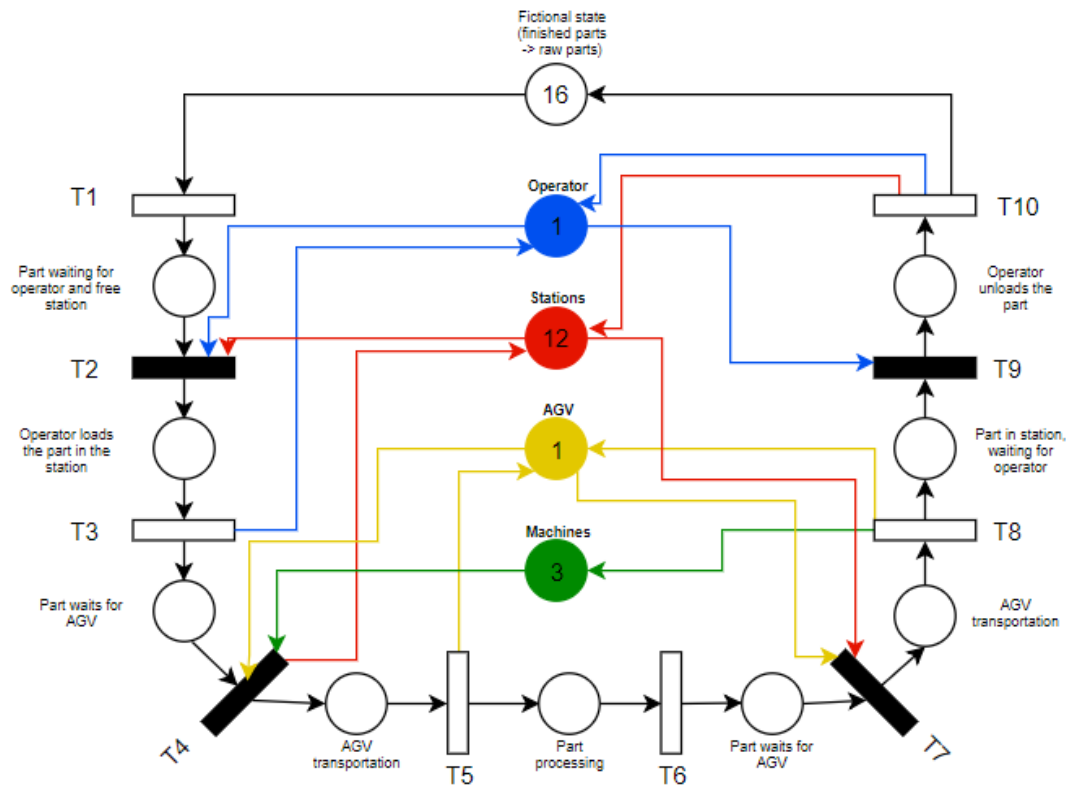 Fictional state
(finished parts
-> raw parts)
16
T1
Operator
1
T10
Part waiting for
operator and free
station
Operator
unloads the
part
Stations
12
T2
T9
AGV
1
Operator loads
the part in the
station
Part in station,
waiting for
operator
T3
Machines
3
T8
Part waits for
AGV
AGV
transportation
T4
AGV
transportation
T5
Part
processing
T6
Part waits for
AGV
T7